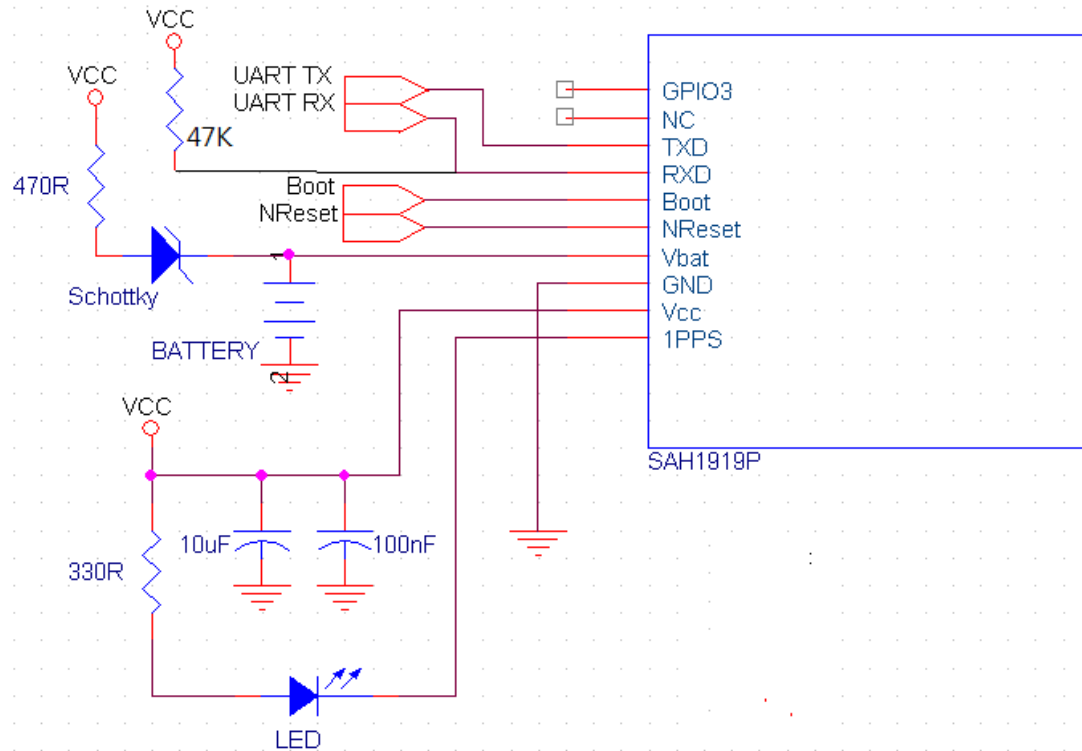 VCC
VCC
UART TX
UART RX
47K
470R
Boot
NReset
Schottky
1
BATTERY
2
GPIO3
NC
TXD
RXD
Boot
NReset
Vbat
GND
Vcc
1PPS
SAH1919P
VCC
10uF
100nF
330R
LED